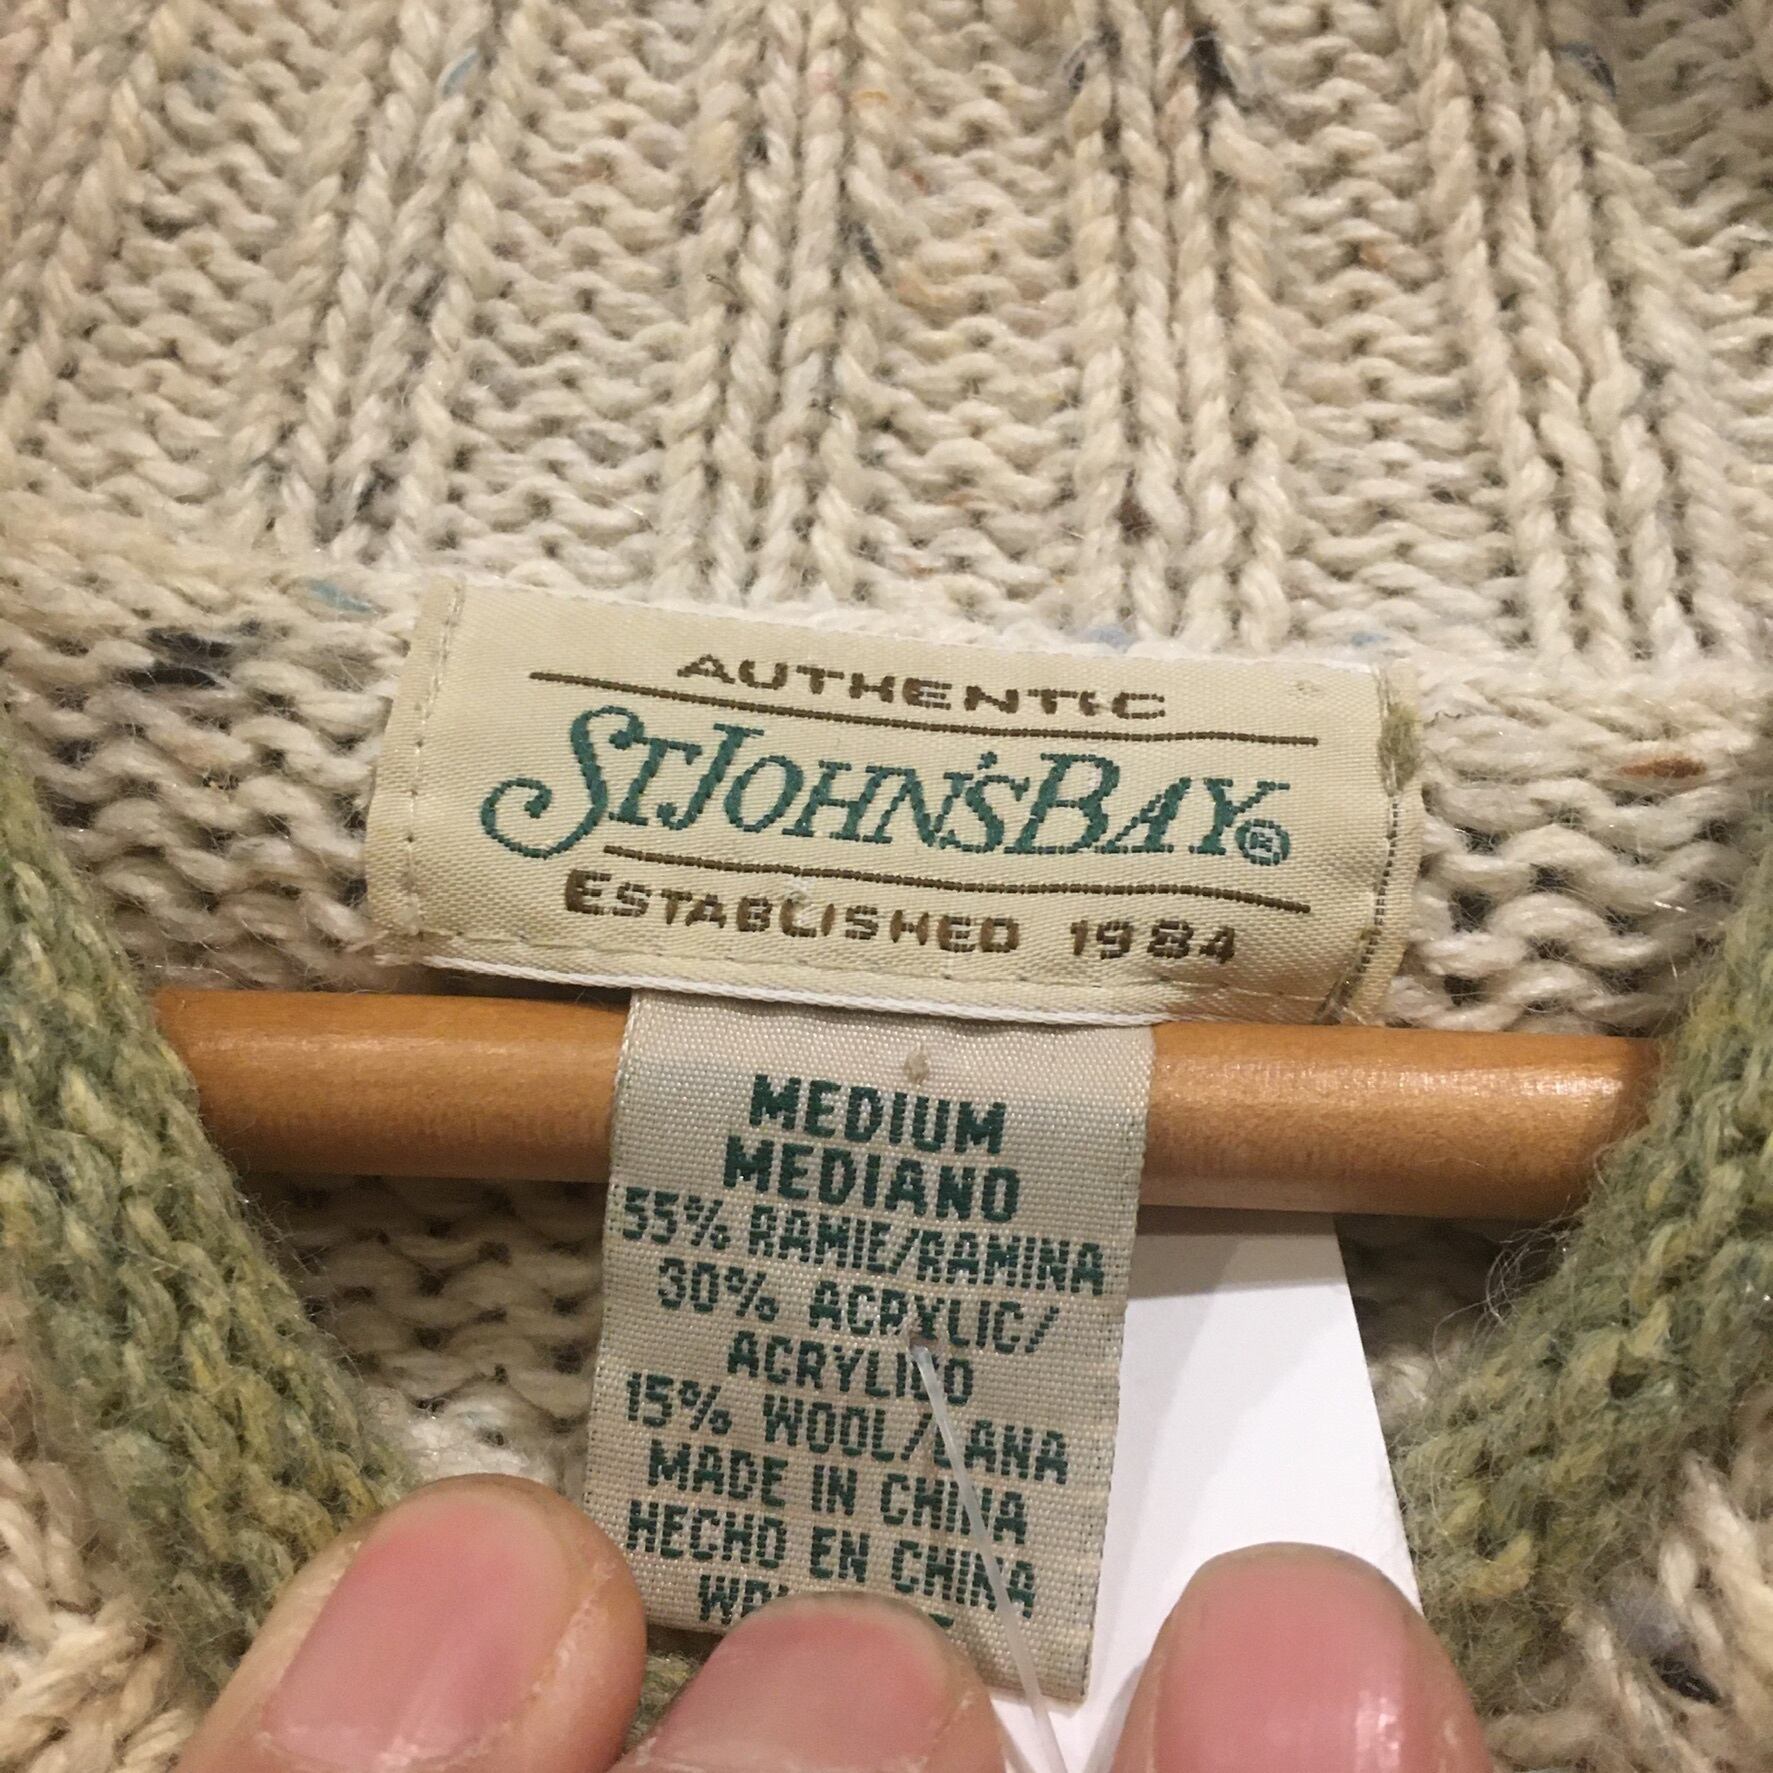 AUTHENTIC
ST JOHN'S BAY®
ESTABLISHED 1984
MEDIUM
MEDIANO
55% RAMIE/RAMINA
30% ACRYLIC/
ACRYLICO
15% WOOL/LANA
MADE IN CHINA
HECHO EN CHINA